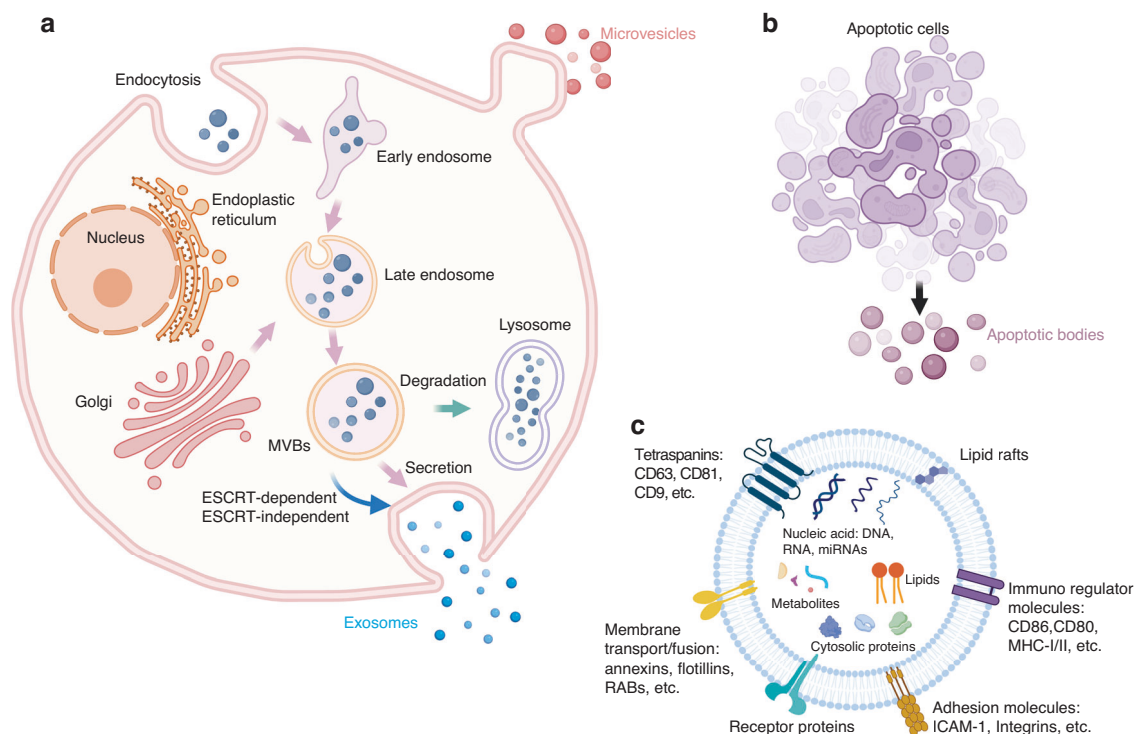 a
Microvesicles
Endocytosis
Early endosome
Endoplastic
reticulum
Nucleus
Late endosome
Lysosome
Degradation
Golgi
MVBs
Secretion
ESCRT-dependent
ESCRT-independent
Exosomes
b
Apoptotic cells
Apoptotic bodies
c
Tetraspanins:
CD63, CD81,
CD9, etc.
Lipid rafts
Nucleic acid: DNA,
RNA, miRNAs
Lipids
Metabolites
Immuno regulator
molecules:
CD86,CD80,
MHC-I/II, etc.
Membrane
transport/fusion:
annexins, flotillins,
RABs, etc.
Cytosolic proteins
Receptor proteins
Adhesion molecules:
ICAM-1, Integrins, etc.